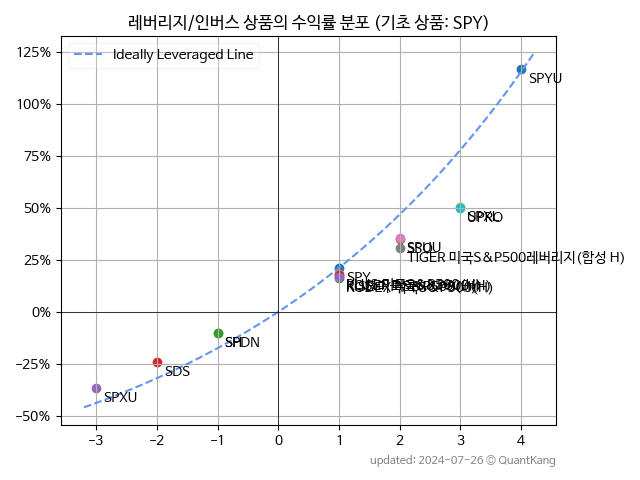 레버리지/인버스 상품의 수익률 분포 (기초 상품: SPY)
125%
100%
75%
50%
25%
0%
−25%
−50%
Ideally Leveraged Line
SPYU
UPRO
SSO
TIGER 미국S&P500레버리지(합성 H)
SPY
SPDN
SDS
SPXU
−3
−2
−1
0
1
2
3
4
updated: 2024-07-26 © QuantKang